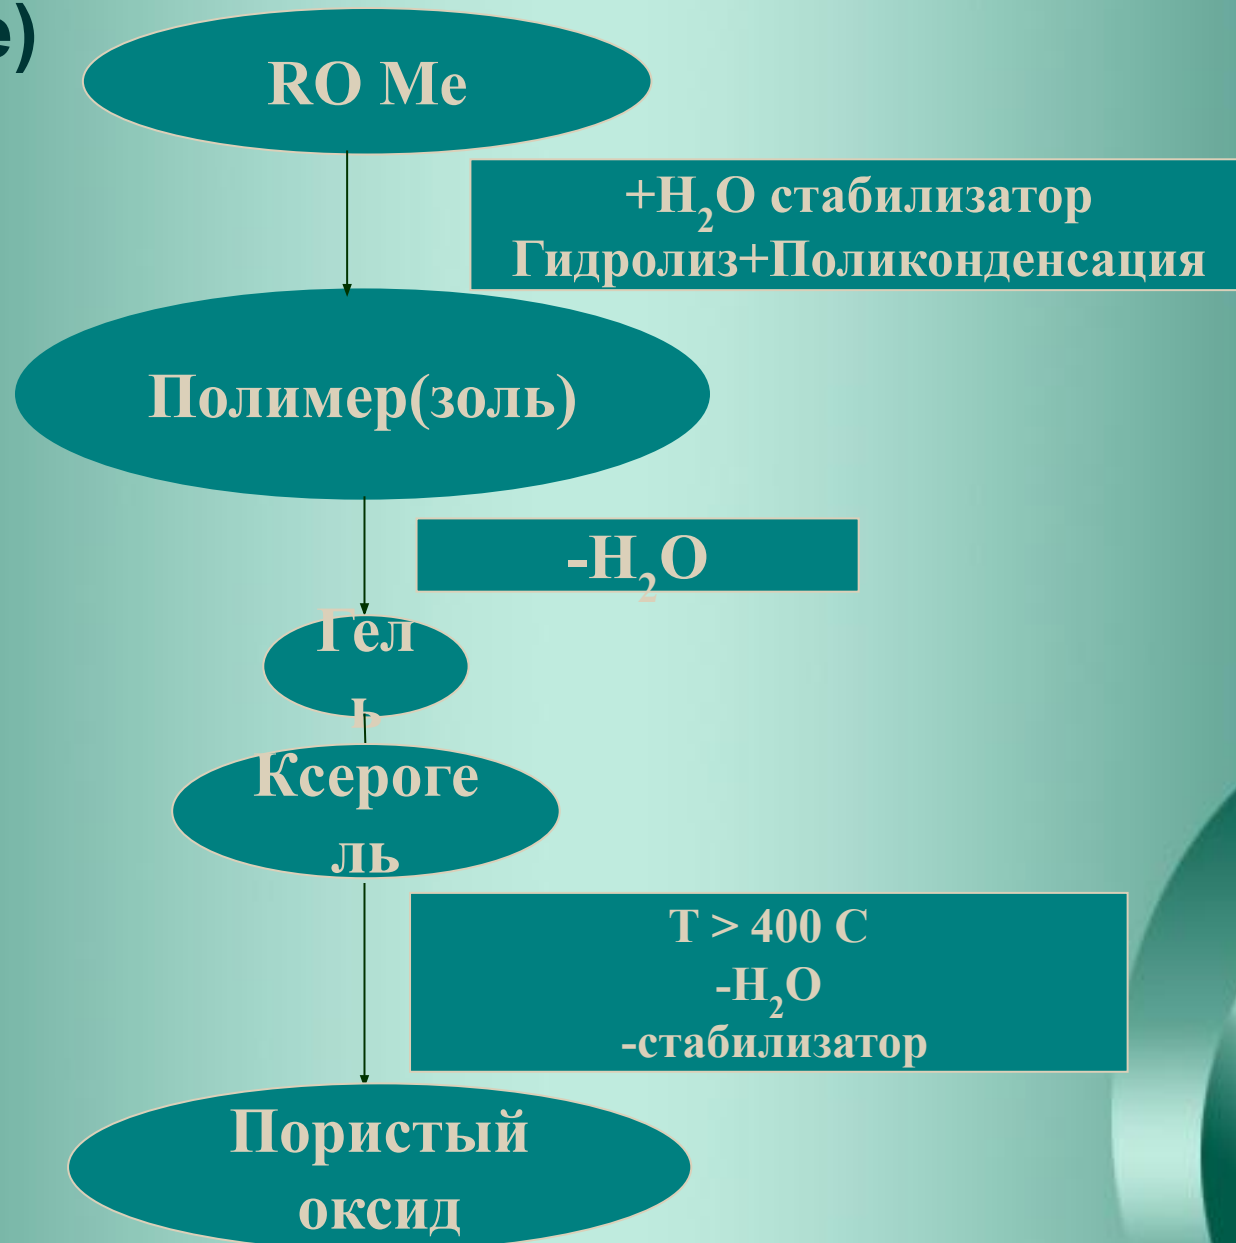 е)
RO Me
+H₂O стабилизатор
Гидролиз+Поликонденсация
Полимер(золь)
-H₂O
Гел
ь
Ксероге
ль
T > 400 C
-H₂O
-стабилизатор
Пористый
оксид